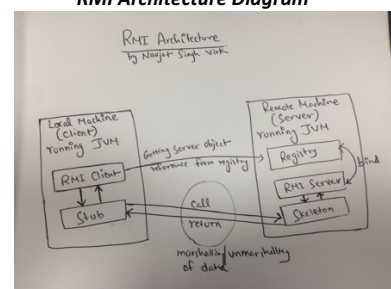 RMI Architecture Diagram
RMI Architecture
by Navjot Singh Virk
Local Machine
(Client)
running JVM
RMI Client
Stub
Getting Server object
reference from registry
call
return
marshalling/unmarshalling
of data
Remote Machine
(Server)
running JVM
Registry
bind
RMI Server
Skeleton